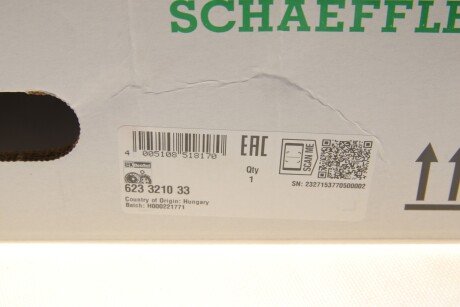 SCHAEFFLE
4 005108 518170
EAC
Qty
1
SCAN ME
623 3210 33
SN: 2327153770500002
Country of Origin: Hungary
Batch: H000221771